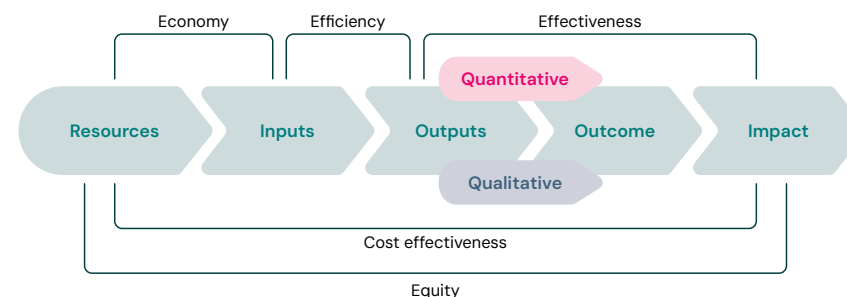 Economy
Efficiency
Effectiveness
Quantitative
Resources
Inputs
Outputs
Outcome
Impact
Qualitative
Cost effectiveness
Equity